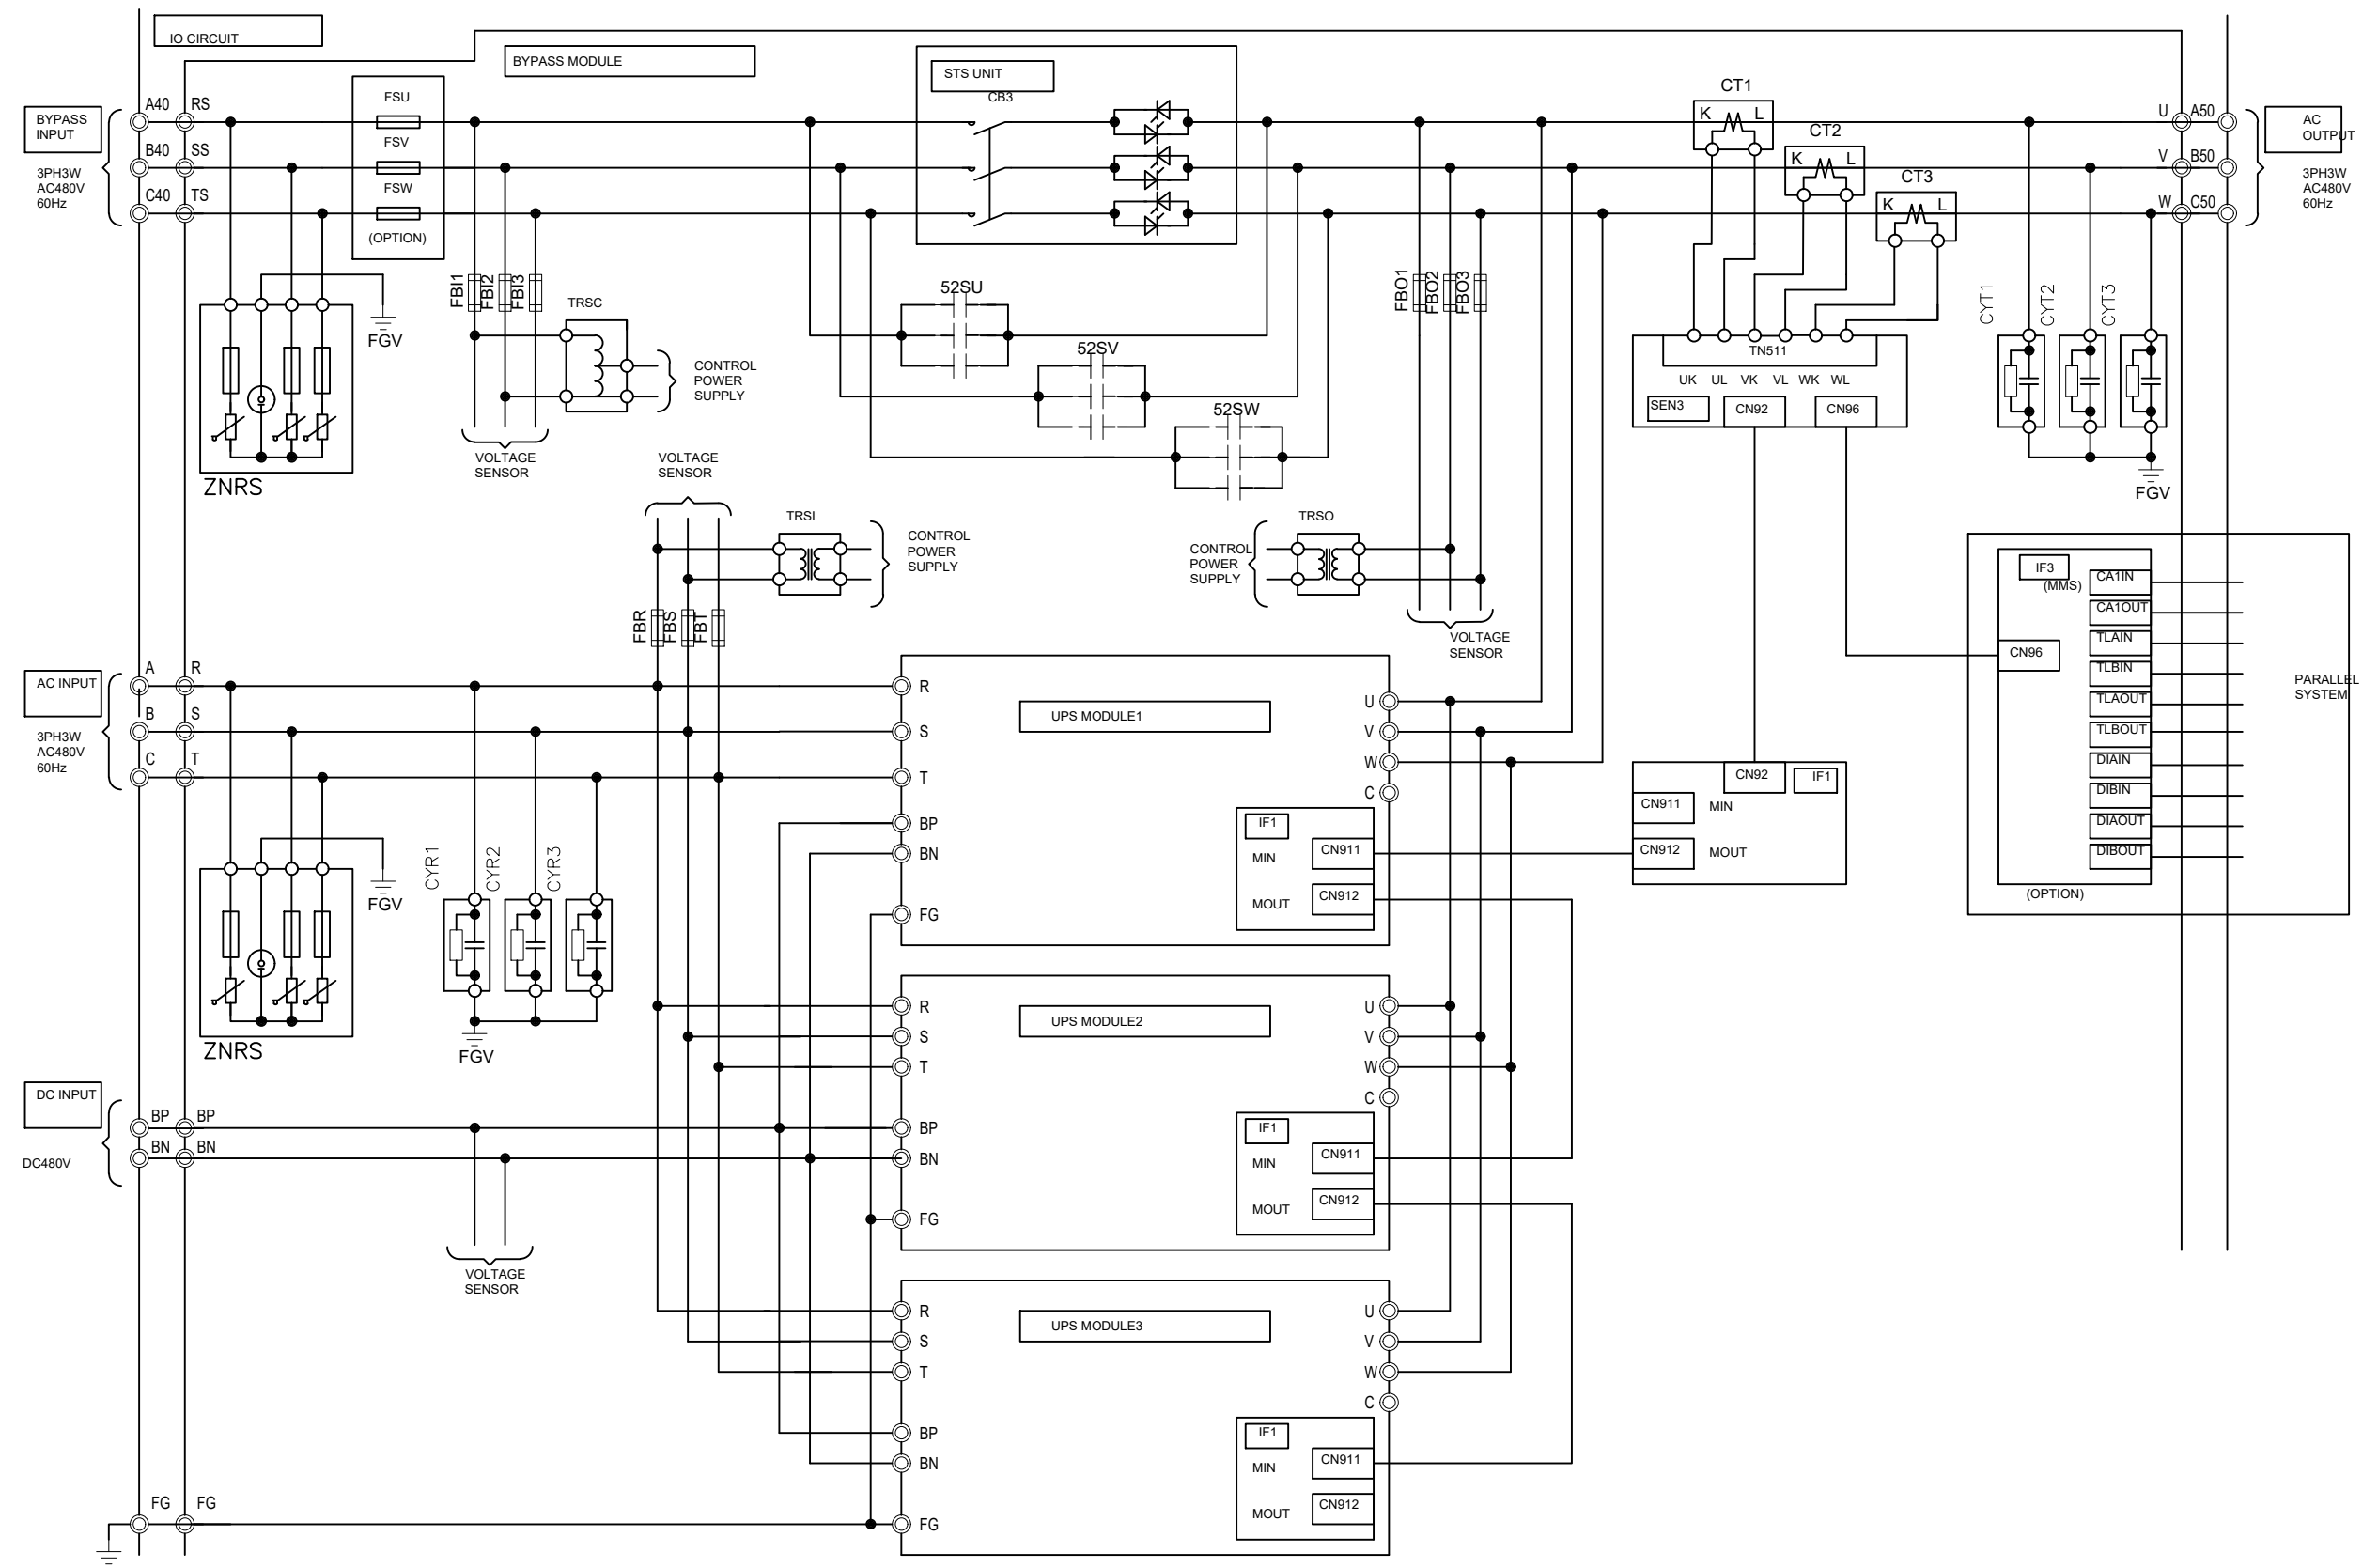 IO CIRCUIT
BYPASS MODULE
STS UNIT
CB3
BYPASS
INPUT
3PH3W
AC480V
60Hz
A40
RS
B40
SS
C40
TS
FSU
FSV
FSW
(OPTION)
CT1
K
L
CT2
K
L
CT3
K
L
U
A50
V
B50
W
C50
AC
OUTPUT
3PH3W
AC480V
60Hz
FGV
ZNRS
FBI1
FBI2
FBI3
TRSC
CONTROL
POWER
SUPPLY
VOLTAGE
SENSOR
52SU
52SV
52SW
FBO1
FBO2
FBO3
TN511
UK
UL
VK
VL
WK
WL
SEN3
CN92
CN96
CYT1
CYT2
CYT3
FGV
VOLTAGE
SENSOR
TRSI
CONTROL
POWER
SUPPLY
TRSO
CONTROL
POWER
SUPPLY
VOLTAGE
SENSOR
FBR
FBS
FBT
IF3
(MMS)
CN96
CA1IN
CA1OUT
TLAIN
TLBIN
TLAOUT
TLBOUT
DIAIN
DIBIN
DIAOUT
DIBOUT
(OPTION)
PARALLEL
SYSTEM
AC INPUT
3PH3W
AC480V
60Hz
A
R
B
S
C
T
FGV
ZNRS
CYR1
CYR2
CYR3
FGV
UPS MODULE1
R
S
T
BP
BN
FG
U
V
W
C
IF1
MIN
CN911
MOUT
CN912
CN92
IF1
CN911
MIN
CN912
MOUT
DC INPUT
DC480V
BP
BP
BN
BN
VOLTAGE
SENSOR
UPS MODULE2
R
S
T
BP
BN
FG
U
V
W
C
IF1
MIN
CN911
MOUT
CN912
UPS MODULE3
R
S
T
BP
BN
FG
U
V
W
C
IF1
MIN
CN911
MOUT
CN912
FG
FG